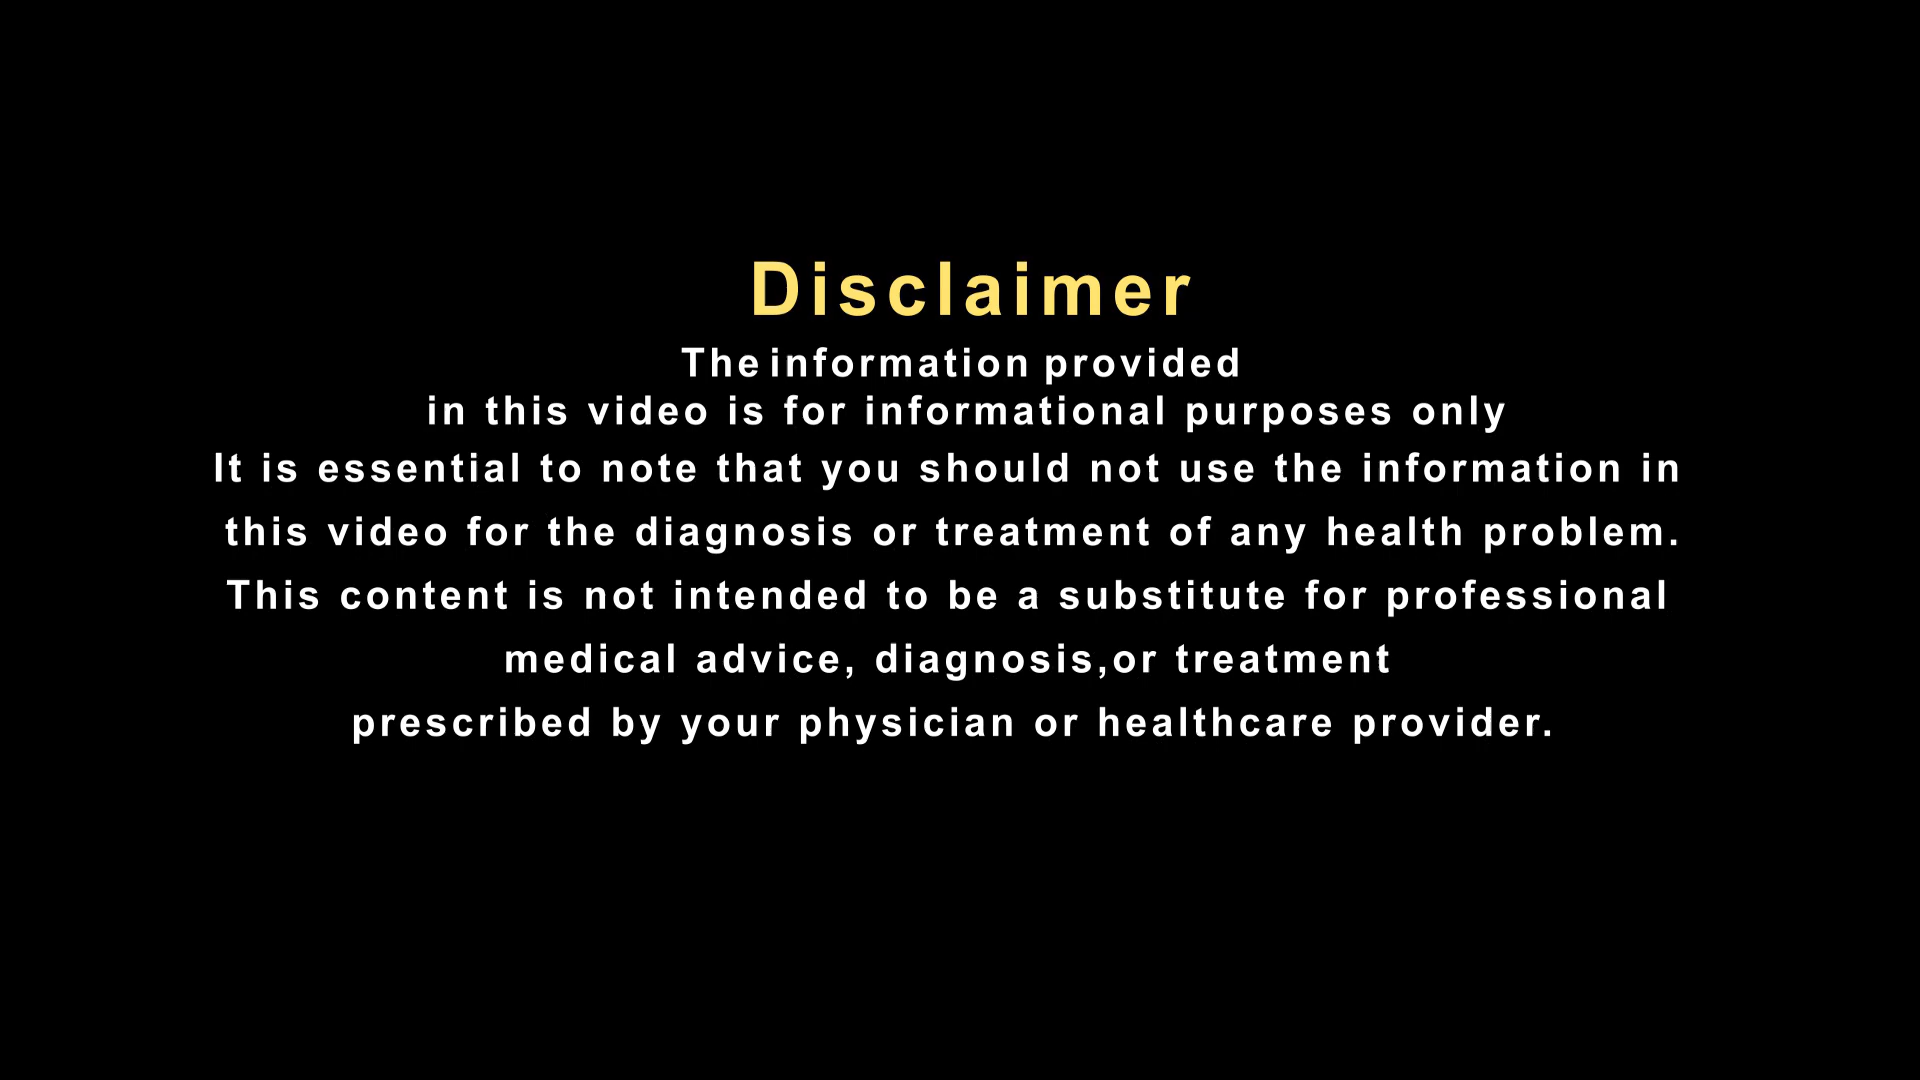 Disclaimer
The information provided
in this video is for informational purposes only
It is essential to note that you should not use the information in
this video for the diagnosis or treatment of any health problem.
This content is not intended to be a substitute for professional
medical advice, diagnosis,or treatment
prescribed by your physician or healthcare provider.